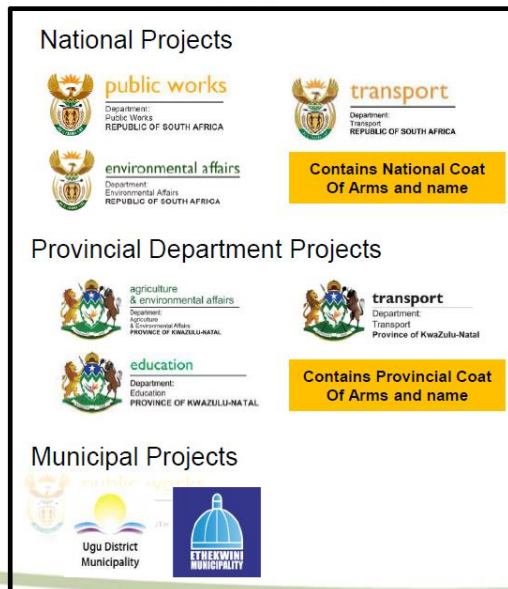 National Projects
public works
Department:
Public Works
REPUBLIC OF SOUTH AFRICA
transport
Department:
Transport
REPUBLIC OF SOUTH AFRICA
environmental affairs
Department:
Environmental Affairs
REPUBLIC OF SOUTH AFRICA
Contains National Coat
Of Arms and name
Provincial Department Projects
agriculture
& environmental affairs
Department:
Agriculture
& Environmental Affairs
PROVINCE OF KWAZULU-NATAL
transport
Department:
Transport
Province of KwaZulu-Natal
education
Department:
Education
PROVINCE OF KWAZULU-NATAL
Contains Provincial Coat
Of Arms and name
Municipal Projects
public works
Ugu District
Municipality
ETHEKWINI
MUNICIPALITY